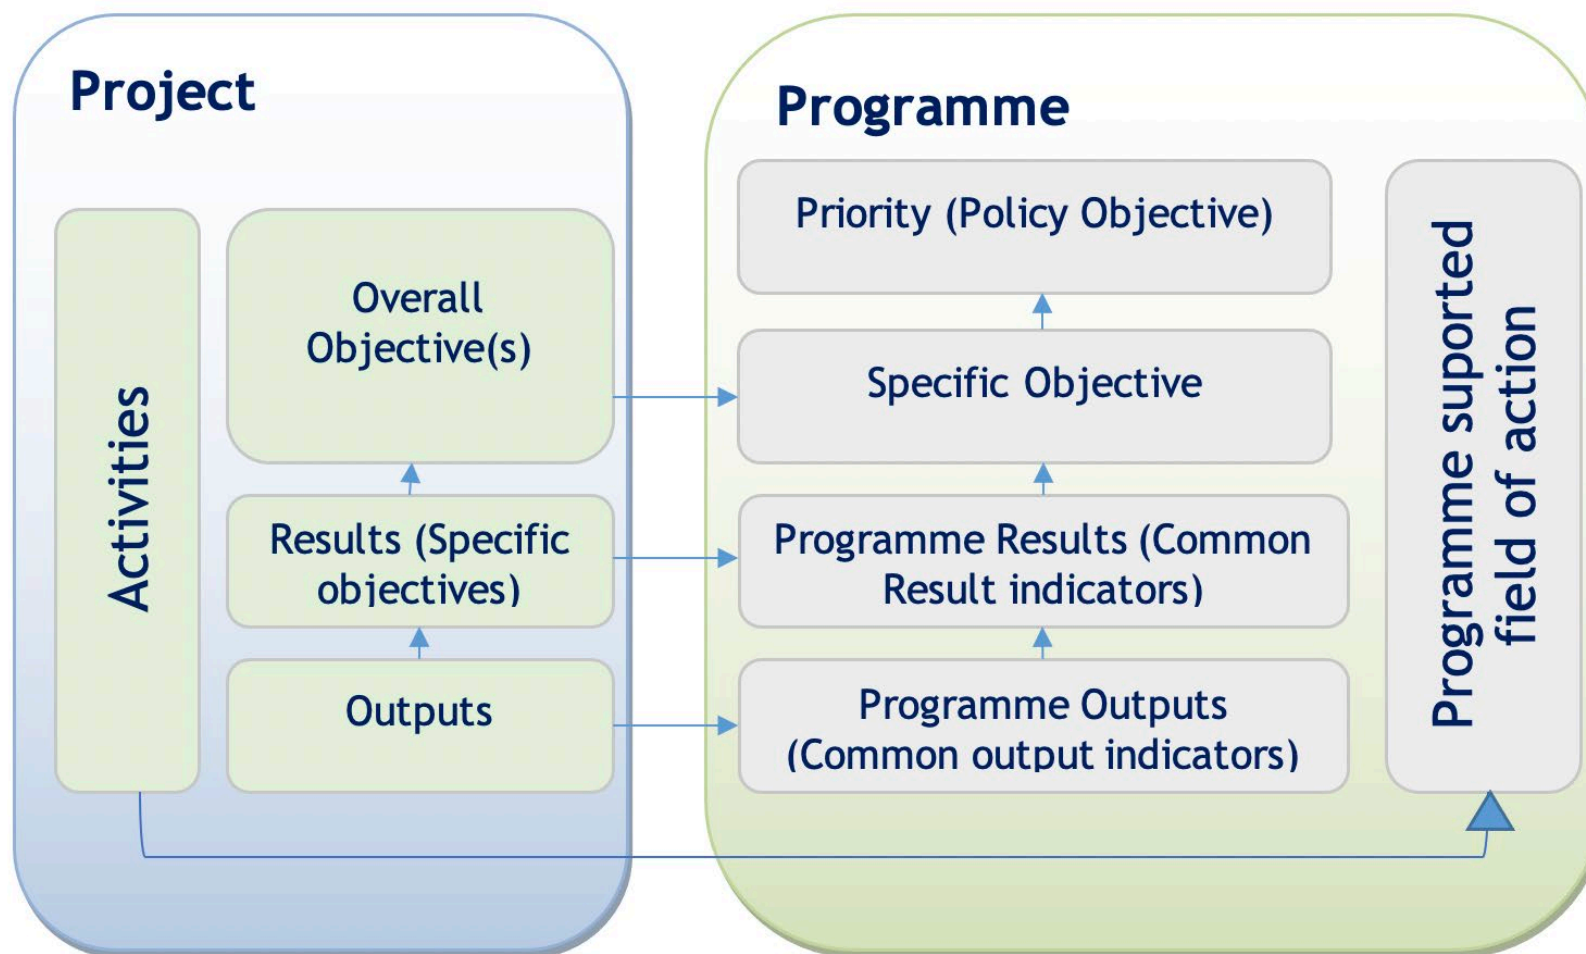 Project
Activities
Overall
Objective(s)
Results (Specific
objectives)
Outputs
Programme
Priority (Policy Objective)
Specific Objective
Programme Results (Common
Result indicators)
Programme Outputs
(Common output indicators)
Programme suported
field of action